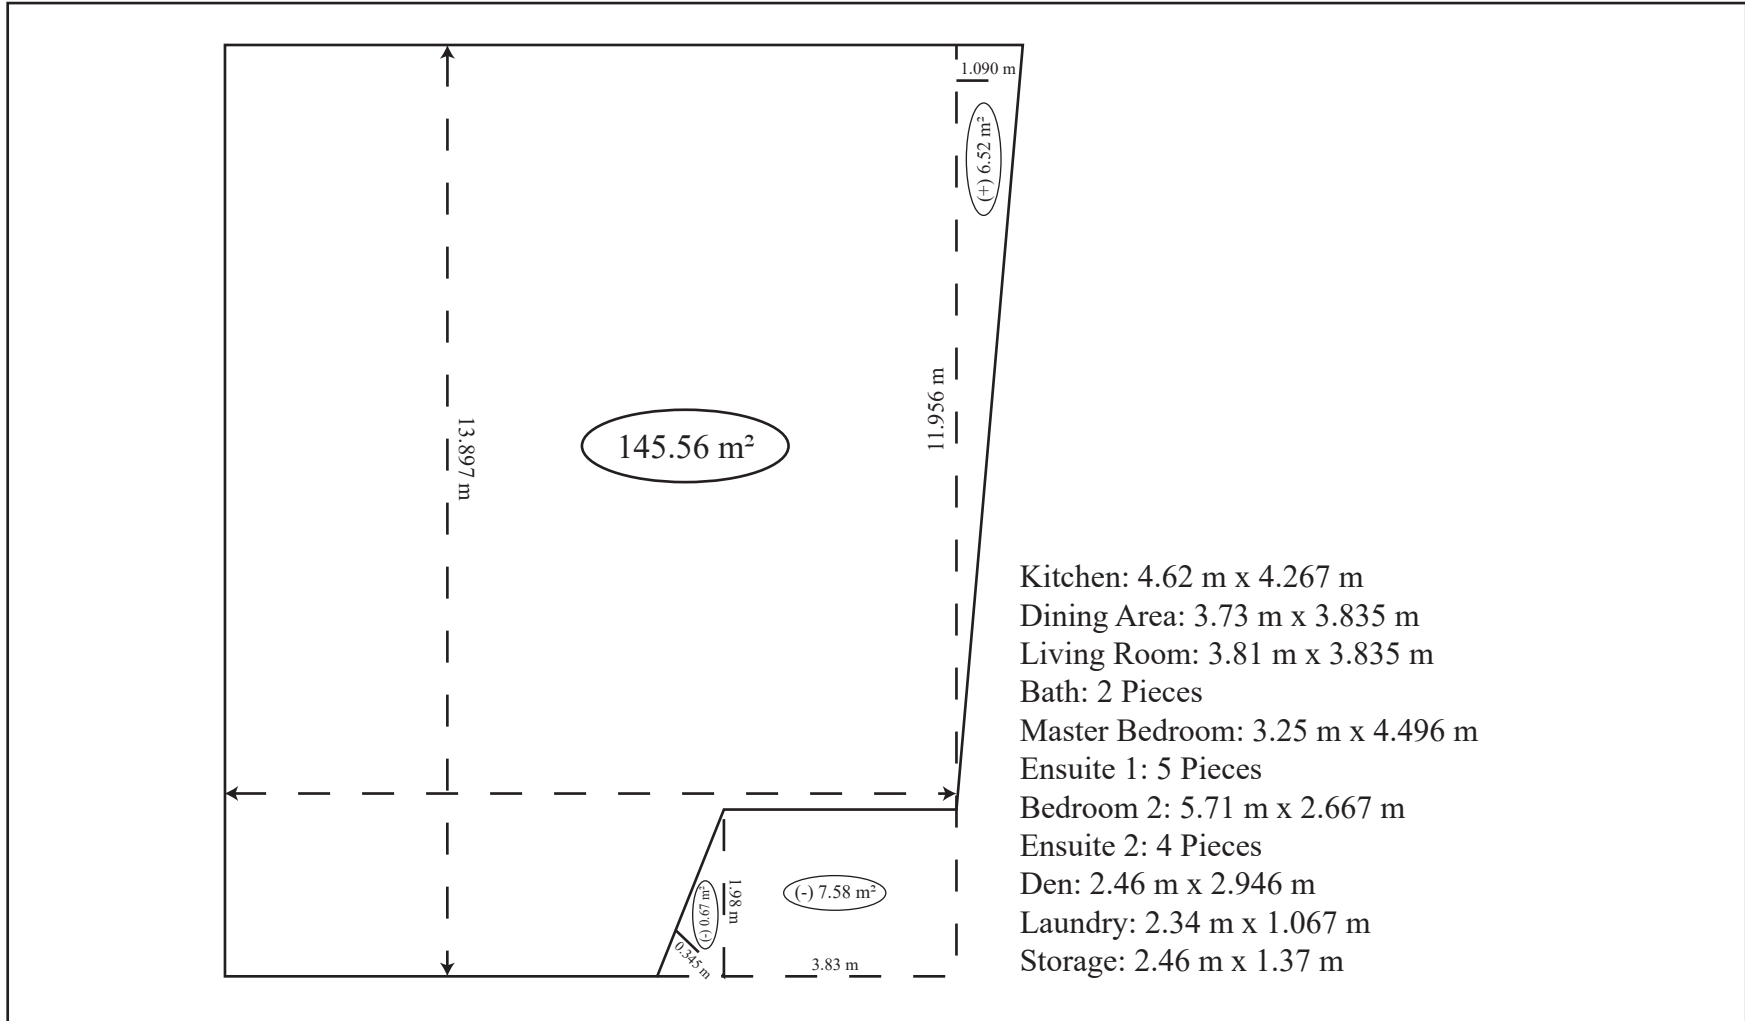 1.090 m
(+) 6.52 m²
11.956 m
13.897 m
145.56 m²
Kitchen: 4.62 m x 4.267 m
Dining Area: 3.73 m x 3.835 m
Living Room: 3.81 m x 3.835 m
Bath: 2 Pieces
Master Bedroom: 3.25 m x 4.496 m
Ensuite 1: 5 Pieces
Bedroom 2: 5.71 m x 2.667 m
Ensuite 2: 4 Pieces
Den: 2.46 m x 2.946 m
Laundry: 2.34 m x 1.067 m
Storage: 2.46 m x 1.37 m
(-) 0.67 m²
1.98 m
(-) 7.58 m²
0.345 m
3.83 m